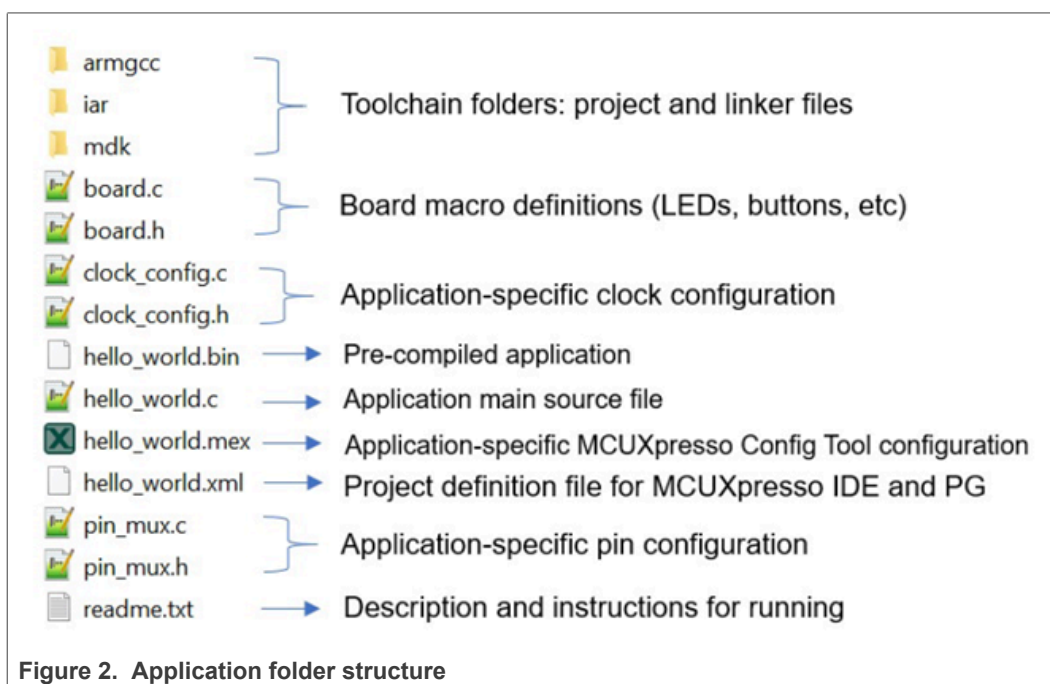 armgcc
iar
mdk
Toolchain folders: project and linker files
board.c
board.h
Board macro definitions (LEDs, buttons, etc)
clock_config.c
clock_config.h
Application-specific clock configuration
hello_world.bin Pre-compiled application
hello_world.c Application main source file
hello_world.mex Application-specific MCUXpresso Config Tool configuration
hello_world.xml Project definition file for MCUXpresso IDE and PG
pin_mux.c
pin_mux.h
Application-specific pin configuration
readme.txt Description and instructions for running
Figure 2. Application folder structure